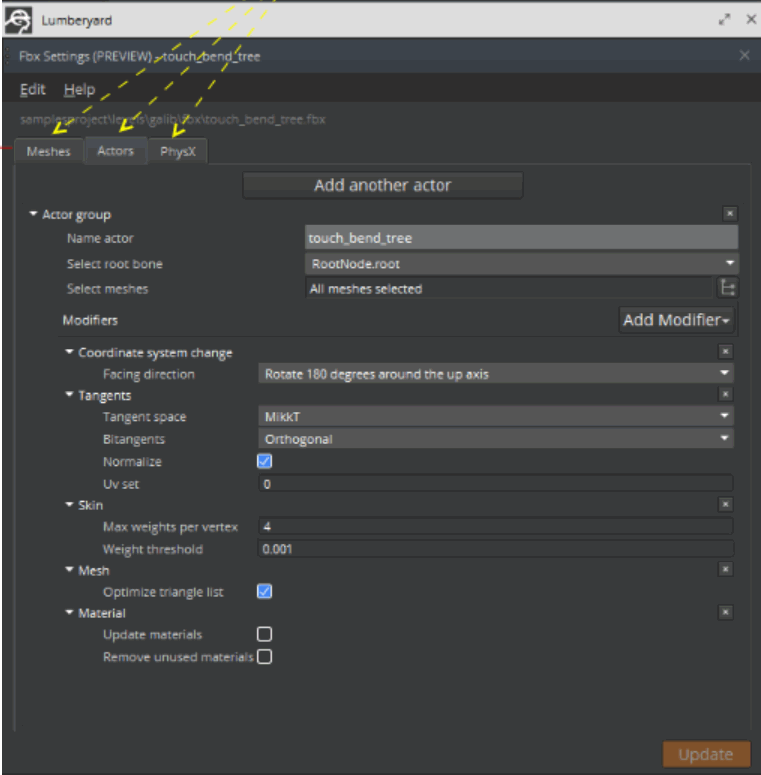 Lumberyard
Fbx Settings (PREVIEW) - touch_bend_tree
Edit Help
samplesproject\levels\galib\fbx\touch_bend_tree.fbx
Meshes Actors PhysX
Add another actor
Actor group
Name actor touch_bend_tree
Select root bone RootNode.root
Select meshes All meshes selected
Modifiers Add Modifier
Coordinate system change
Facing direction Rotate 180 degrees around the up axis
Tangents
Tangent space MikkT
Bitangents Orthogonal
Normalize
Uv set 0
Skin
Max weights per vertex 4
Weight threshold 0.001
Mesh
Optimize triangle list
Material
Update materials
Remove unused materials
Update